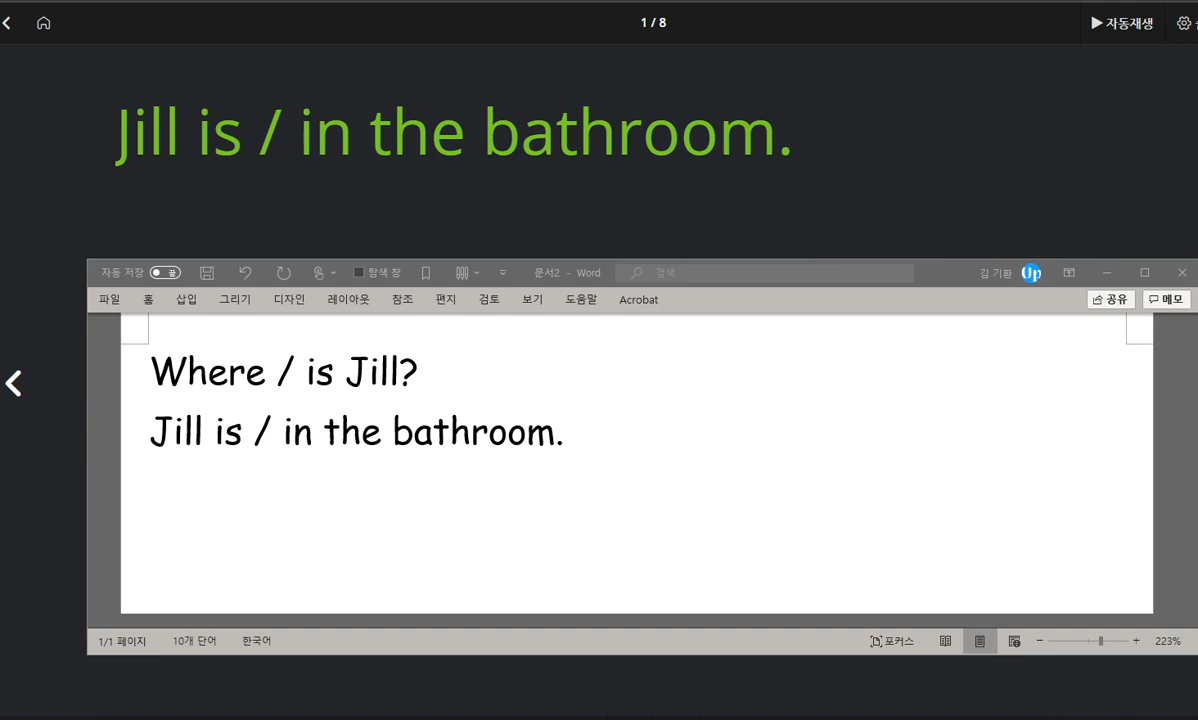 1 / 8
▶ 자동재생
Jill is / in the bathroom.
자동 저장 끔 탐색 창 문서2 - Word 검색 김 기환 Up
파일 홈 삽입 그리기 디자인 레이아웃 참조 편지 검토 보기 도움말 Acrobat 공유 메모
Where / is Jill?
Jill is / in the bathroom.
1/1 페이지 10개 단어 한국어 포커스 - + 223%